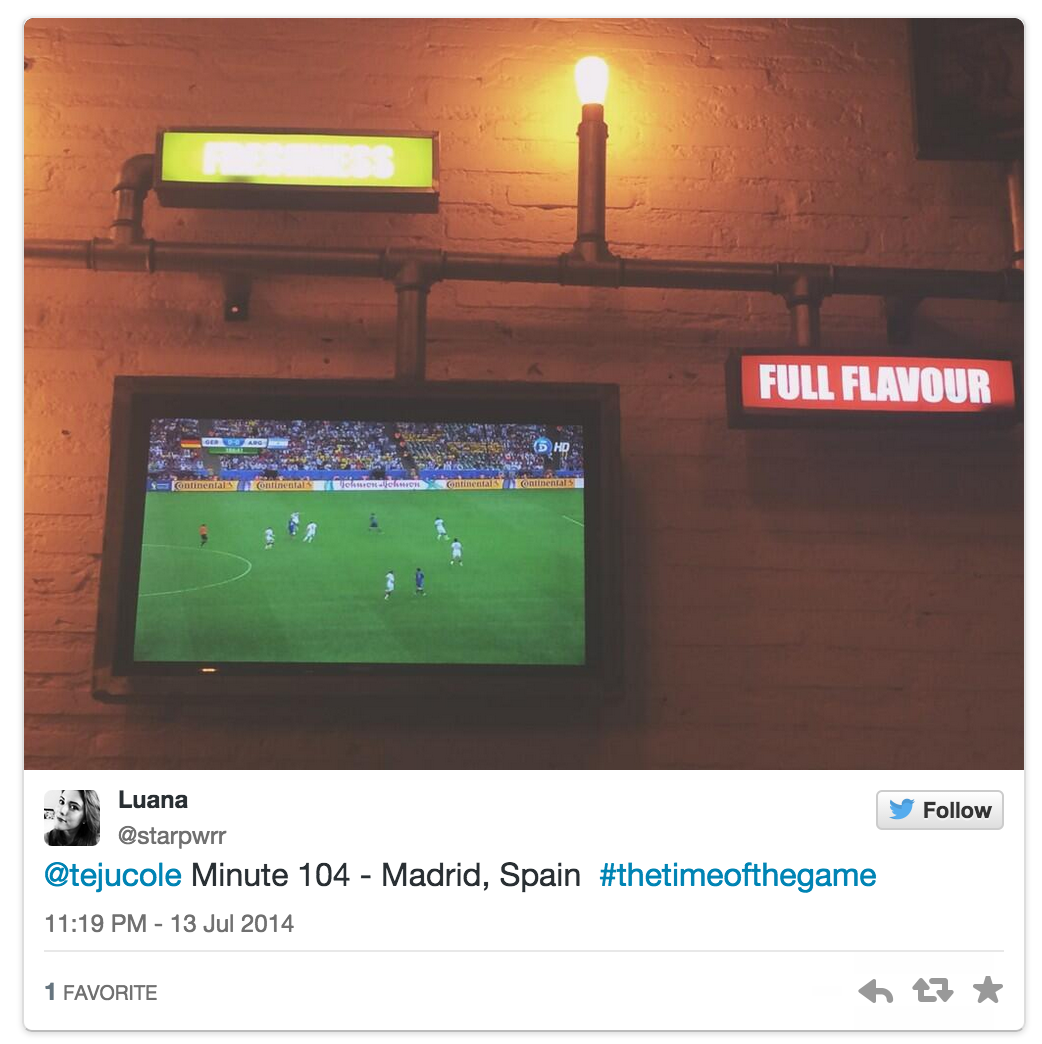 FRESHNESS
FULL FLAVOUR
GER 0-0 ARG
HD
Continental Continental Johnson & Johnson Continental Continental
Luana
@starpwrr
Follow
@tejucole Minute 104 - Madrid, Spain #thetimeofthegame
11:19 PM - 13 Jul 2014
1 FAVORITE